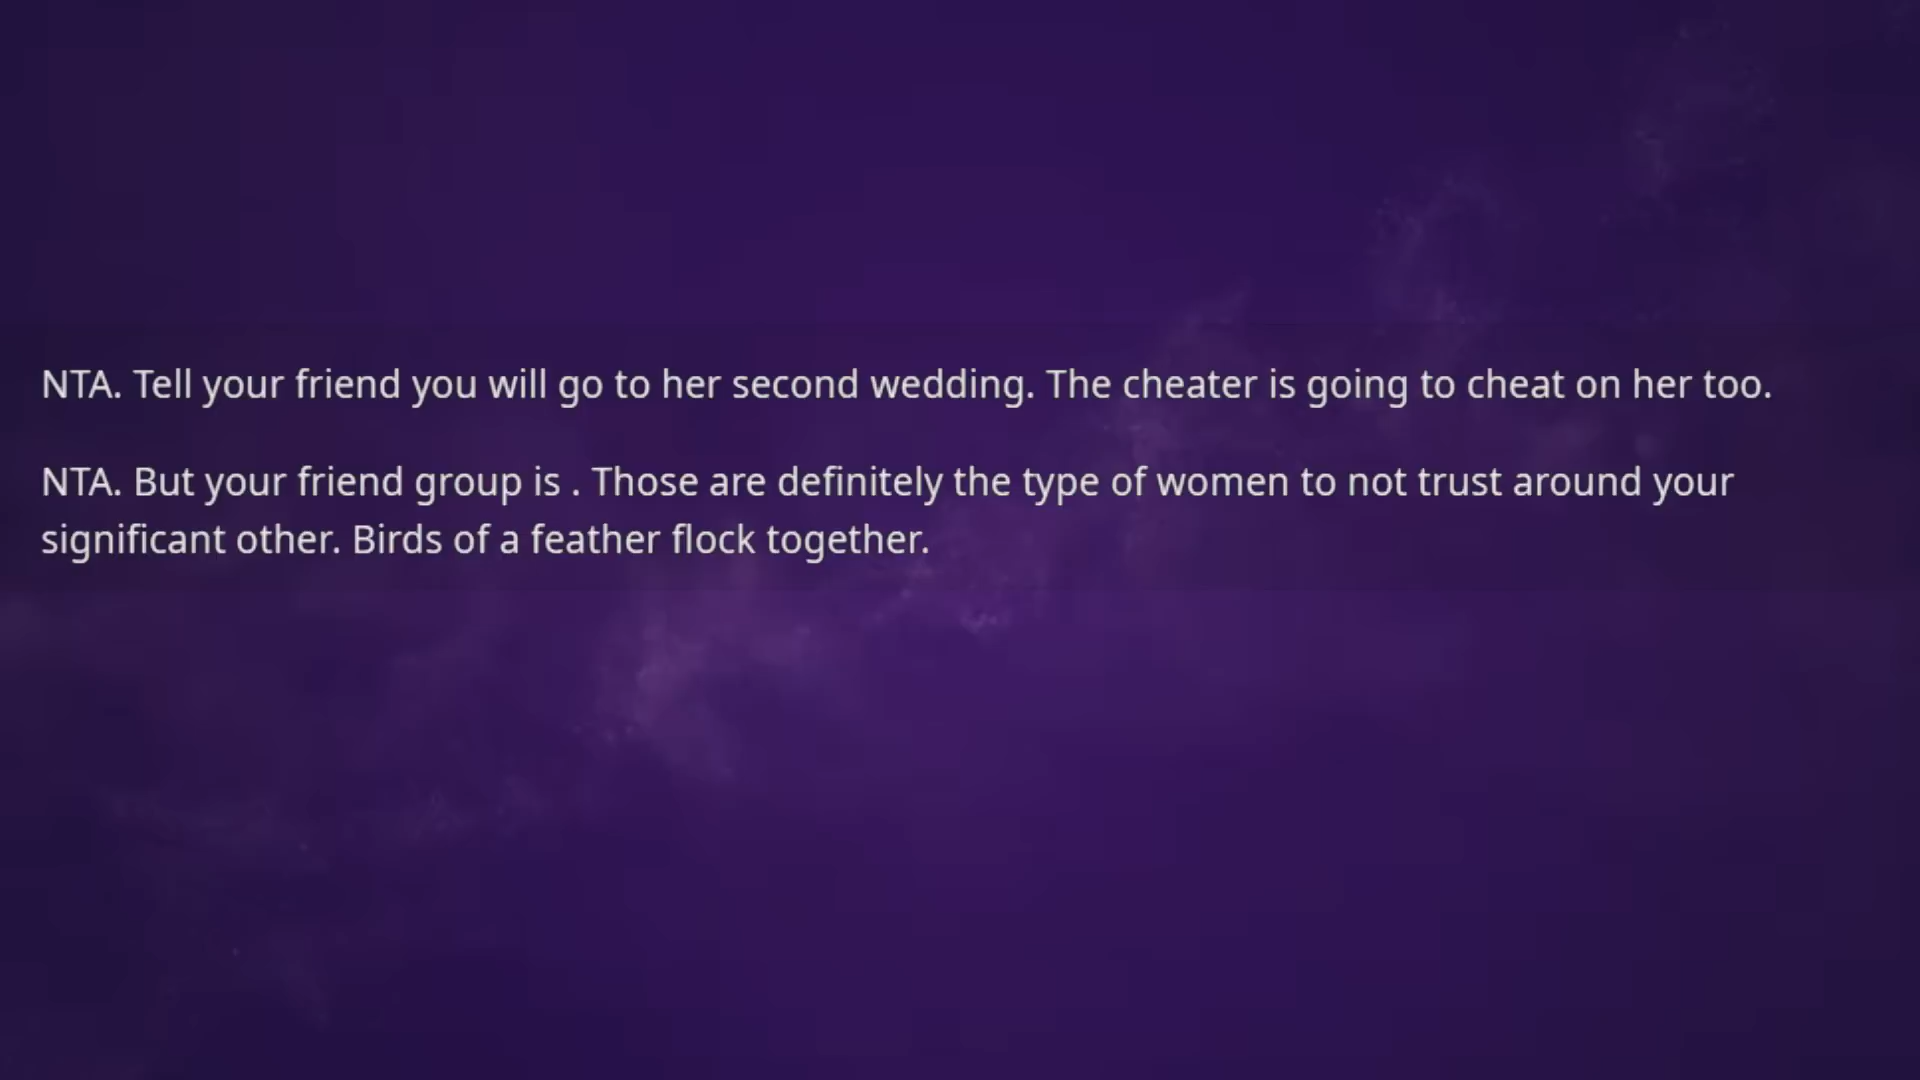 NTA. Tell your friend you will go to her second wedding. The cheater is going to cheat on her too.
NTA. But your friend group is . Those are definitely the type of women to not trust around your
significant other. Birds of a feather flock together.